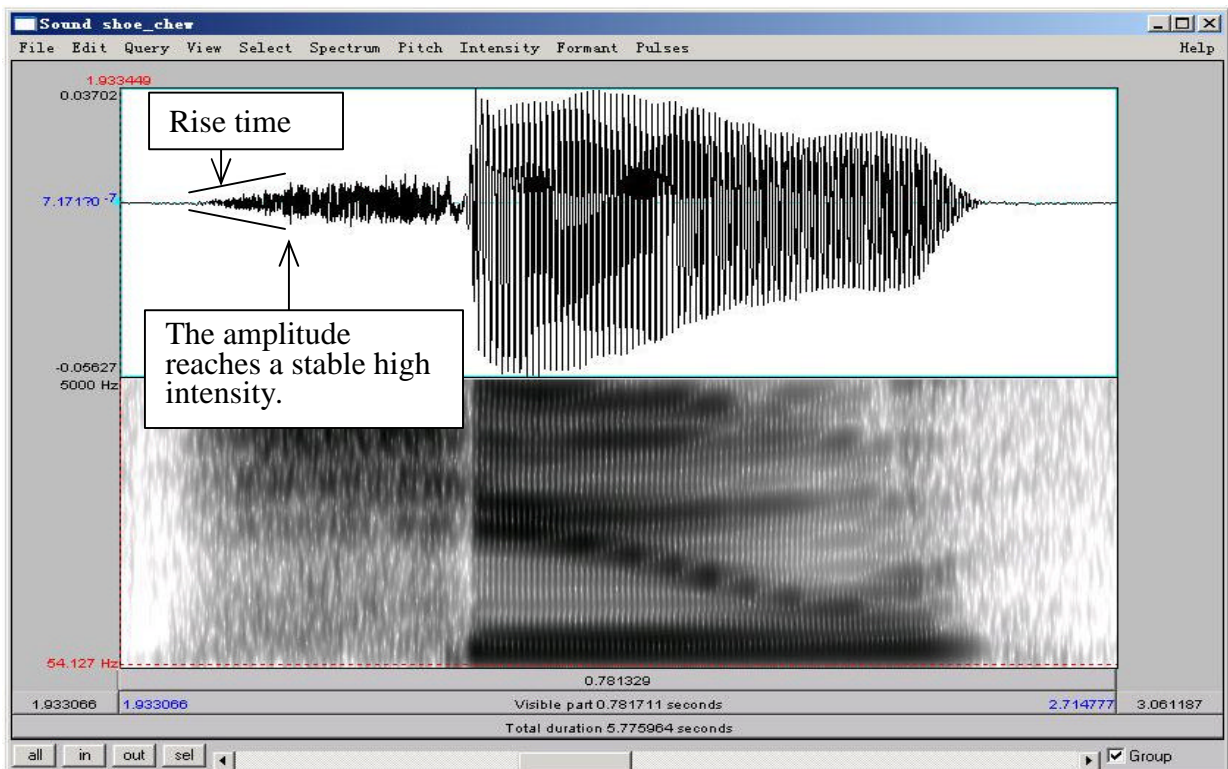 Sound shoe_chew
File Edit Query View Select Spectrum Pitch Intensity Formant Pulses Help
1.933449
0.03702
Rise time
7.171?0 -7
The amplitude
reaches a stable high
intensity.
-0.05627
5000 Hz
54.127 Hz
0.781329
1.933066 1.933066 Visible part 0.781711 seconds 2.714777 3.061187
Total duration 5.775964 seconds
all in out sel Group